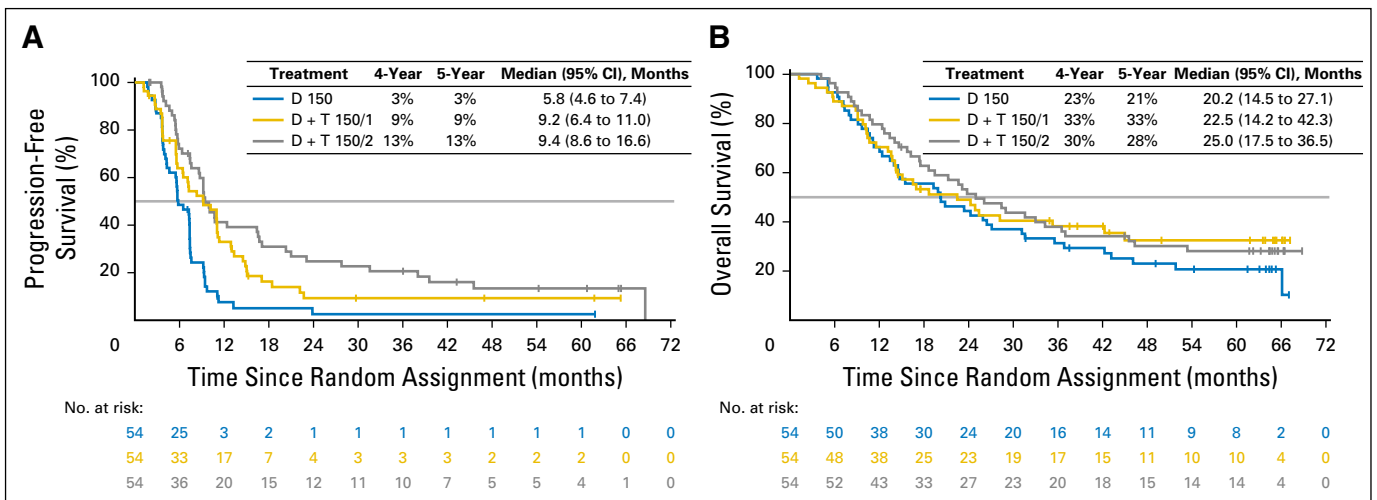 A
Progression-Free
Survival (%)
100
80
60
40
20
Treatment 4-Year 5-Year Median (95% CI), Months
D 150 3% 3% 5.8 (4.6 to 7.4)
D + T 150/1 9% 9% 9.2 (6.4 to 11.0)
D + T 150/2 13% 13% 9.4 (8.6 to 16.6)
0 6 12 18 24 30 36 42 48 54 60 66 72
Time Since Random Assignment (months)
No. at risk:
54 25 3 2 1 1 1 1 1 1 1 0 0
54 33 17 7 4 3 3 3 2 2 2 0 0
54 36 20 15 12 11 10 7 5 5 4 1 0
B
Overall Survival (%)
100
80
60
40
20
Treatment 4-Year 5-Year Median (95% CI), Months
D 150 23% 21% 20.2 (14.5 to 27.1)
D + T 150/1 33% 33% 22.5 (14.2 to 42.3)
D + T 150/2 30% 28% 25.0 (17.5 to 36.5)
0 6 12 18 24 30 36 42 48 54 60 66 72
Time Since Random Assignment (months)
No. at risk:
54 50 38 30 24 20 16 14 11 9 8 2 0
54 48 38 25 23 19 17 15 11 10 10 4 0
54 52 43 33 27 23 20 18 15 14 14 4 0